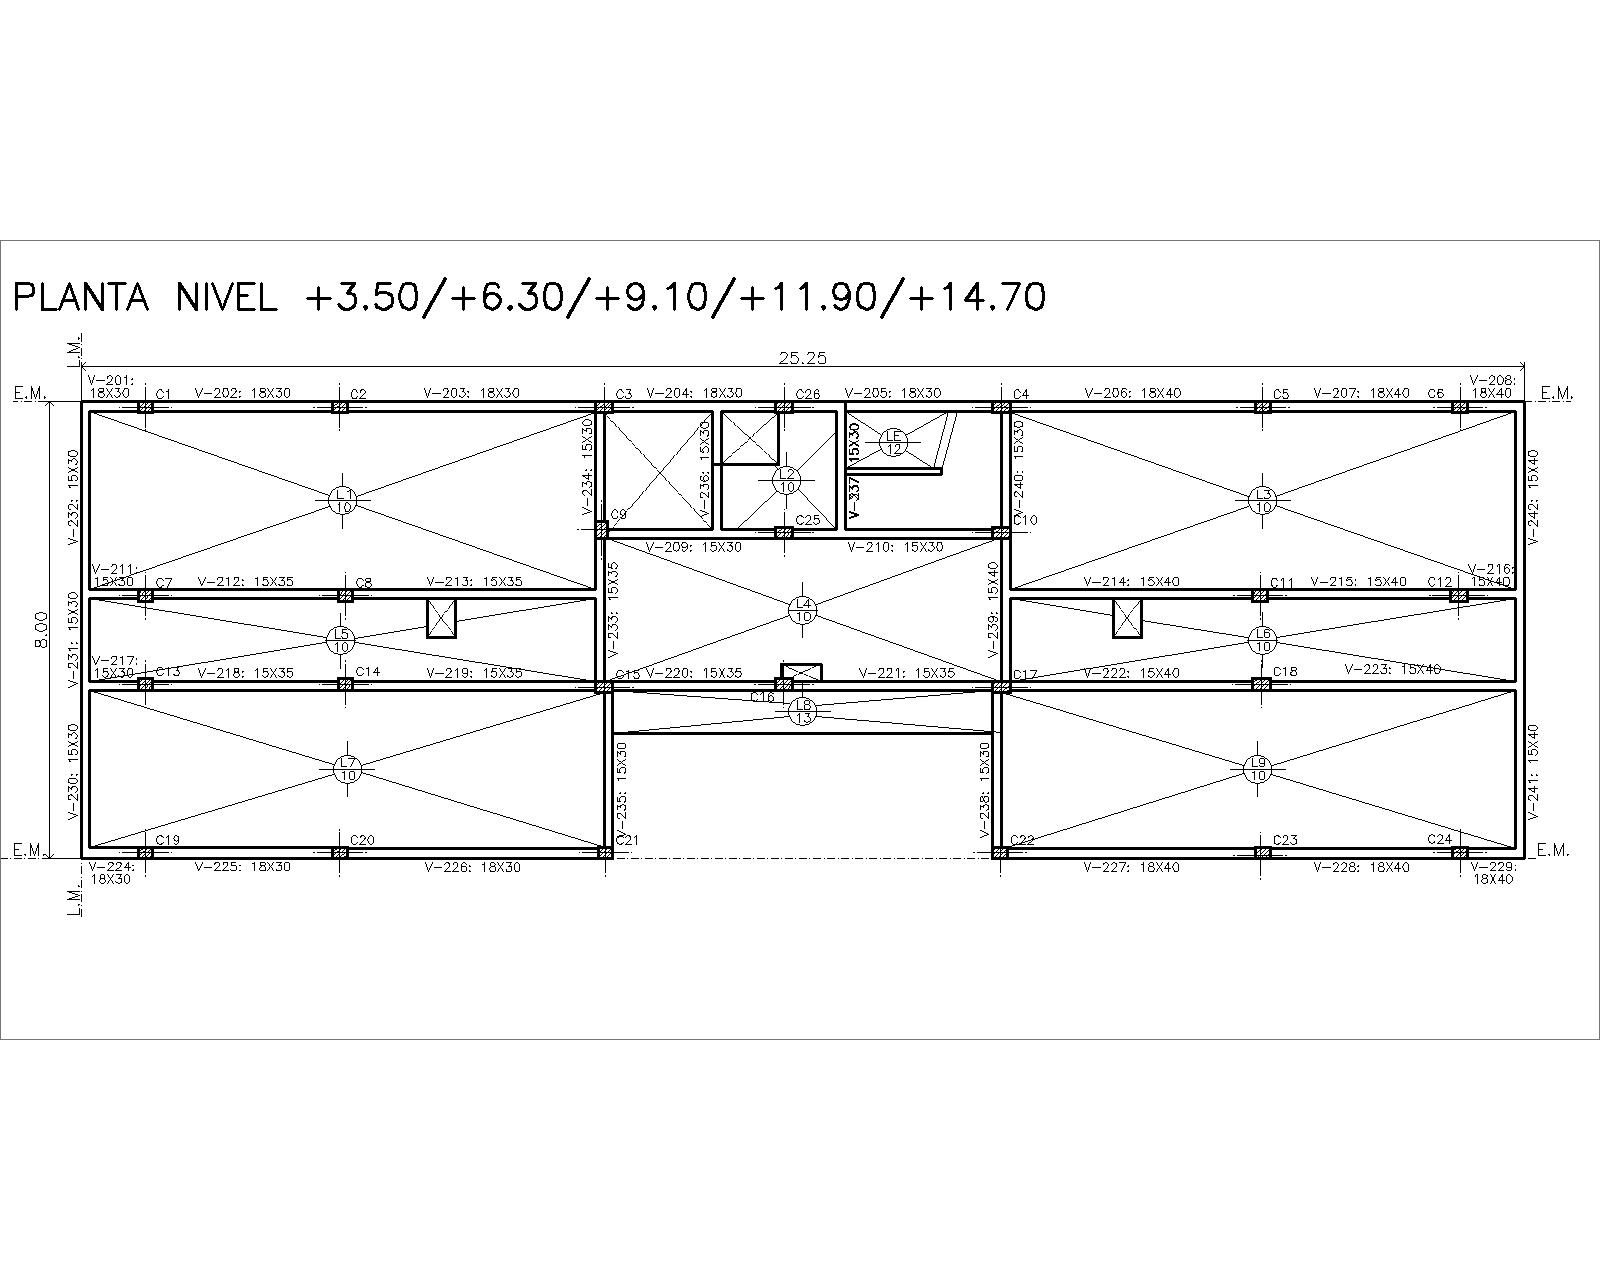 PLANTA NIVEL +3.50/+6.30/+9.10/+11.90/+14.70
L.M.
25.25
E.M.
V-201:
18X30
C1
V-202: 18X30
C2
V-203: 18X30
C3
V-204: 18X30
C26
V-205: 18X30
C4
V-206: 18X40
C5
V-207: 18X40
C6
V-208:
18X40
E.M.
V-232: 15X30
L1
10
V-234: 15X30
C9
V-236: 15X30
L2
10
C25
V-237 15X30
LE
12
V-240: 15X30
C10
L3
10
V-242: 15X40
V-209: 15X30
V-210: 15X30
V-211:
15X30
C7
V-212: 15X35
C8
V-213: 15X35
V-214: 15X40
C11
V-215: 15X40
C12
V-216:
15X40
8.00
V-231: 15X30
L5
10
V-233: 15X35
L4
10
V-239: 15X40
L6
10
V-217:
15X30
C13
V-218: 15X35
C14
V-219: 15X35
C15
V-220: 15X35
C16
V-221: 15X35
C17
V-222: 15X40
C18
V-223: 15X40
L8
13
V-230: 15X30
L7
10
V-235: 15X30
V-238: 15X30
L9
10
V-241: 15X40
E.M.
C19
C20
C21
C22
C23
C24
E.M.
V-224:
18X30
V-225: 18X30
V-226: 18X30
V-227: 18X40
V-228: 18X40
V-229:
18X40
L.M.